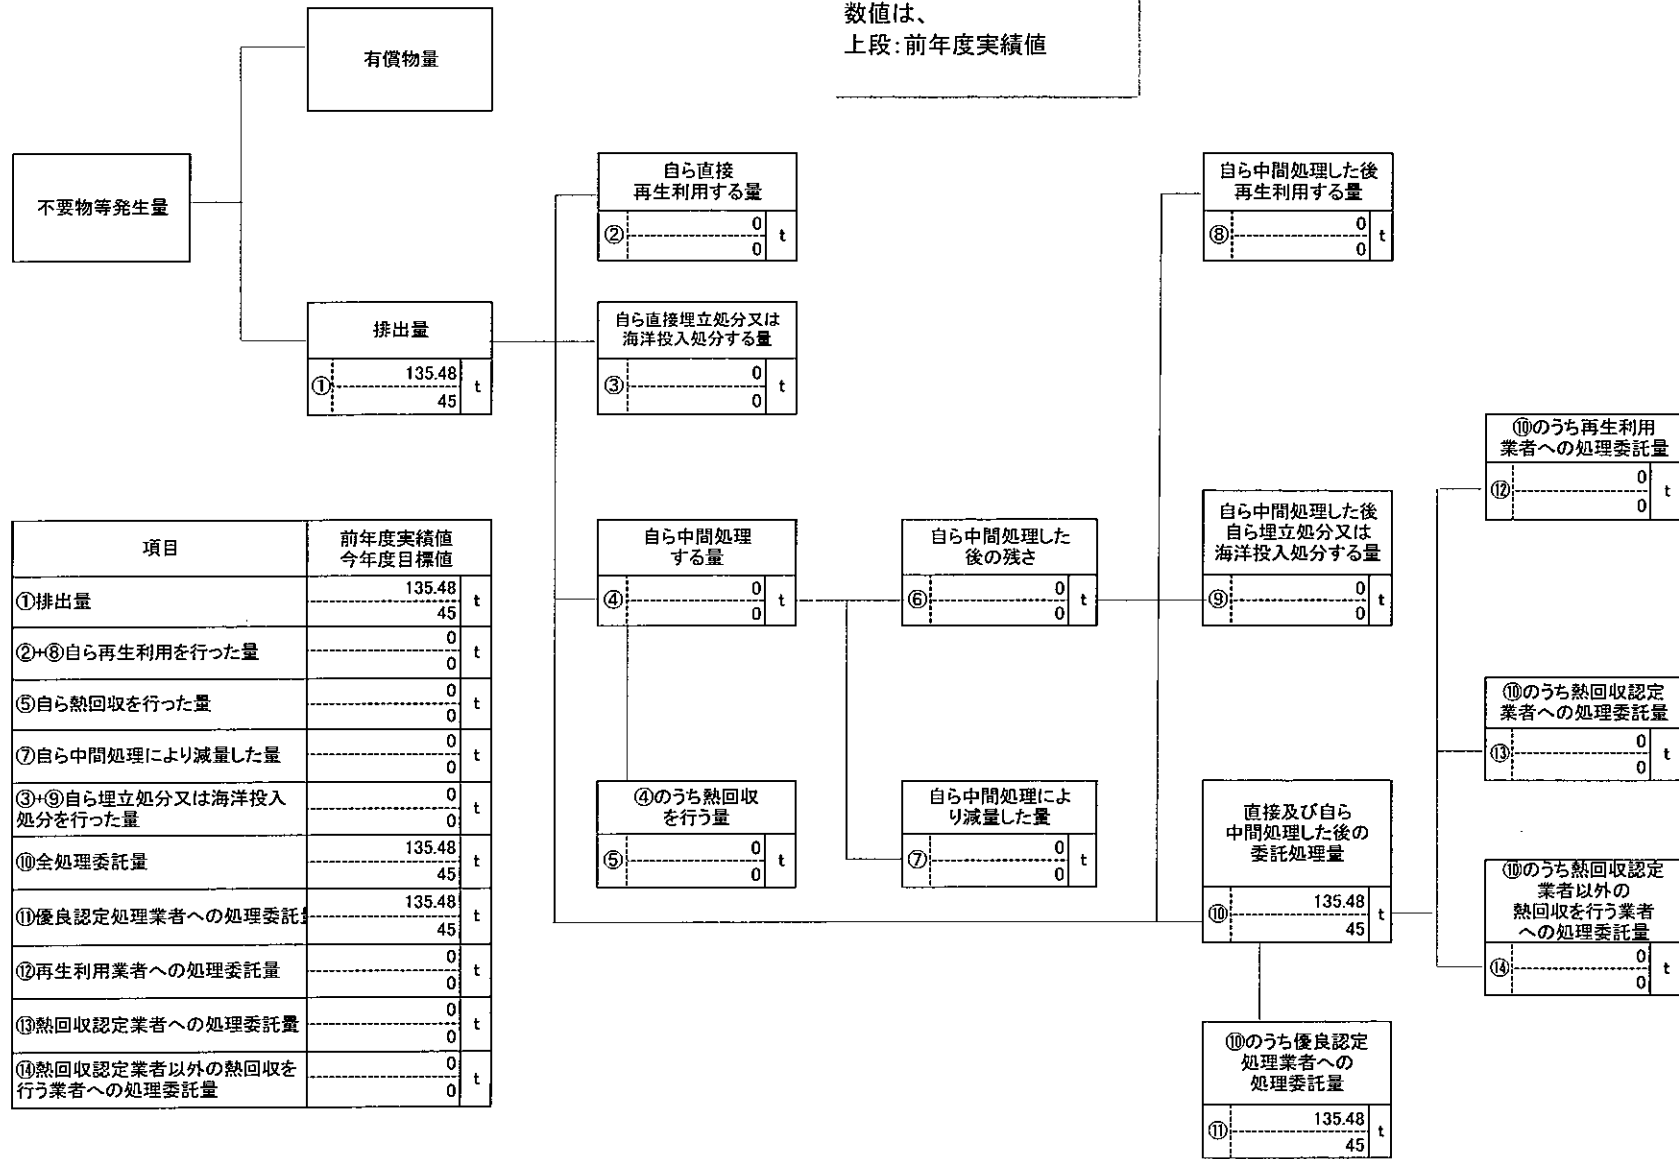 数値は、
上段：前年度実績値
有償物量
不要物等発生量
排出量
①
135.48
45
t
自ら直接
再生利用する量
②
0
0
t
自ら直接埋立処分又は
海洋投入処分する量
③
0
0
t
自ら中間処理
する量
④
0
0
t
④のうち熱回収
を行う量
⑤
0
0
t
自ら中間処理した
後の残さ
⑥
0
0
t
自ら中間処理によ
り減量した量
⑦
0
0
t
自ら中間処理した後
再生利用する量
⑧
0
0
t
自ら中間処理した後
自ら埋立処分又は
海洋投入処分する量
⑨
0
0
t
直接及び自ら
中間処理した後の
委託処理量
⑩
135.48
45
t
⑩のうち優良認定
処理業者への
処理委託量
⑪
135.48
45
t
⑩のうち再生利用
業者への処理委託量
⑫
0
0
t
⑩のうち熱回収認定
業者への処理委託量
⑬
0
0
t
⑩のうち熱回収認定
業者以外の
熱回収を行う業者
への処理委託量
⑭
0
0
t
項目
前年度実績値
今年度目標値
①排出量
135.48
45
t
②+⑧自ら再生利用を行った量
0
0
t
⑤自ら熱回収を行った量
0
0
t
⑦自ら中間処理により減量した量
0
0
t
③+⑨自ら埋立処分又は海洋投入
処分を行った量
0
0
t
⑩全処理委託量
135.48
45
t
⑪優良認定処理業者への処理委託
135.48
45
t
⑫再生利用業者への処理委託量
0
0
t
⑬熱回収認定業者への処理委託量
0
0
t
⑭熱回収認定業者以外の熱回収を
行う業者への処理委託量
0
0
t